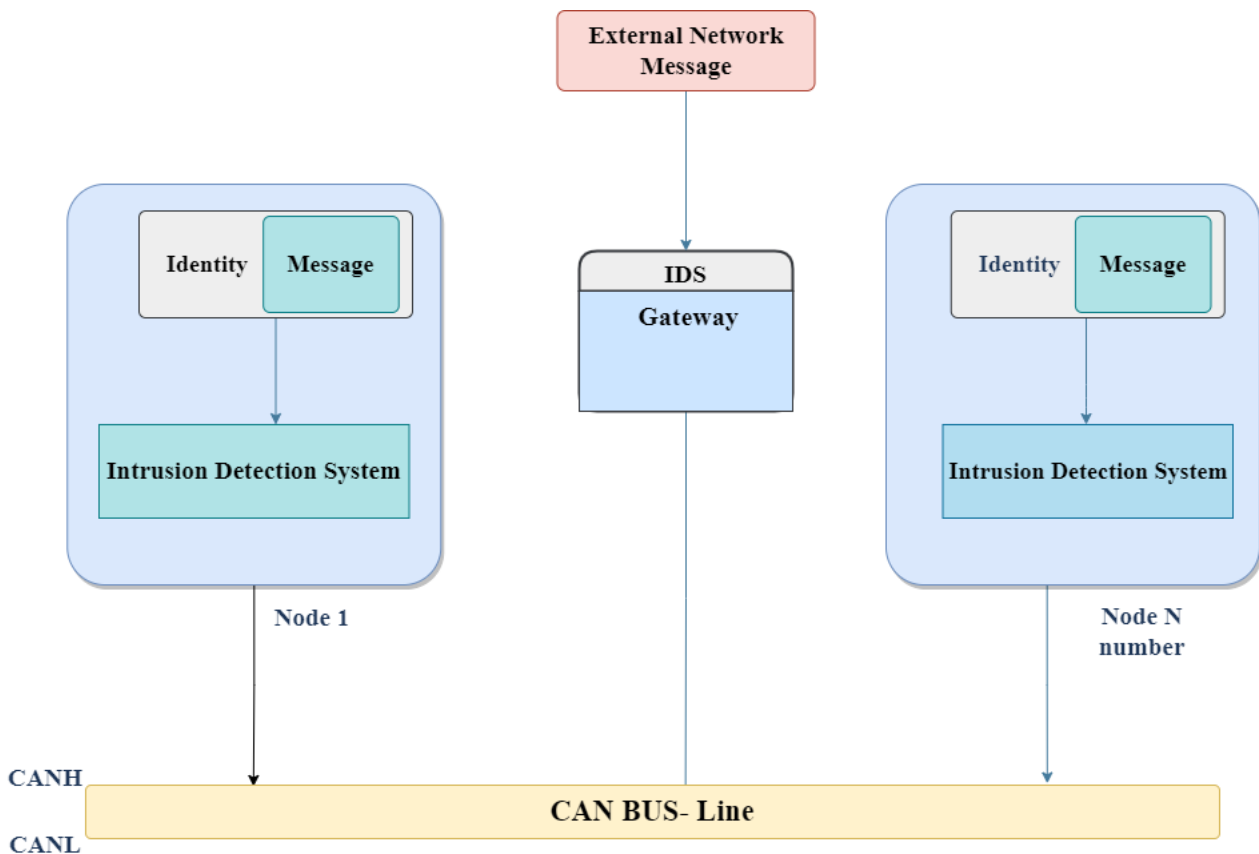 External Network
Message
Identity
Message
IDS
Gateway
Identity
Message
Intrusion Detection System
Intrusion Detection System
Node 1
Node N
number
CANH
CAN BUS- Line
CANL